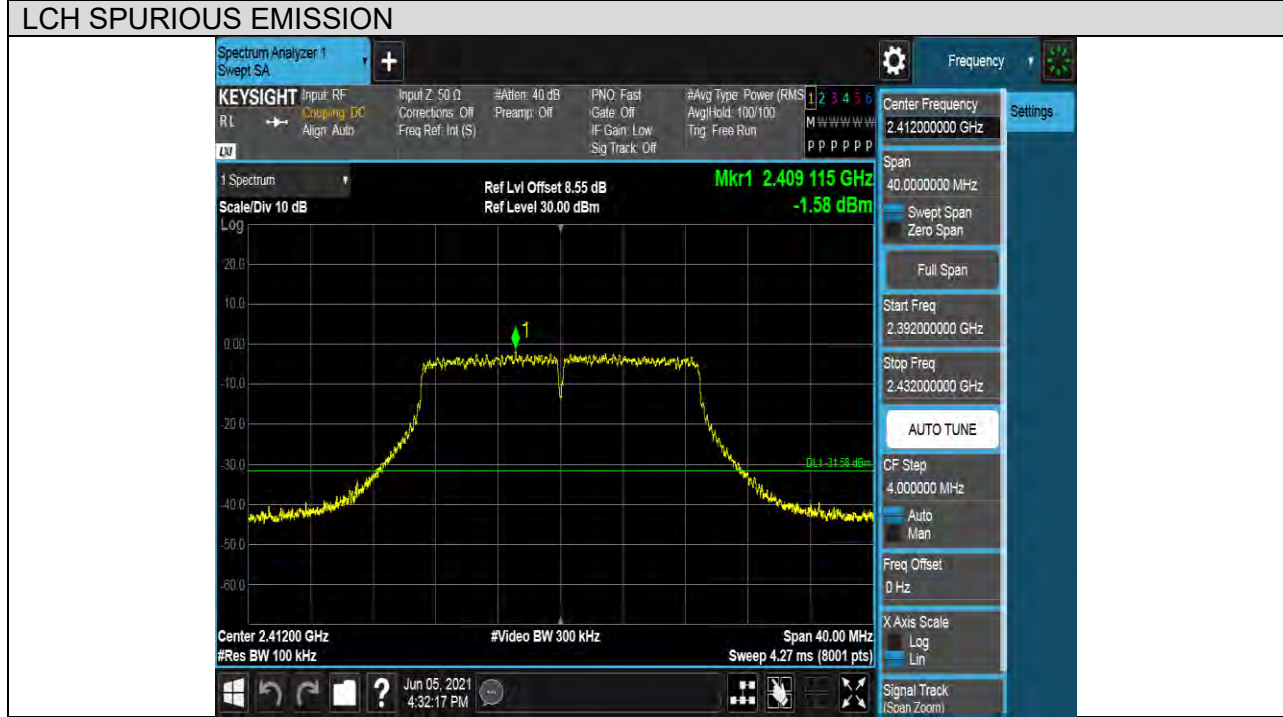 LCH SPURIOUS EMISSION
Spectrum Analyzer 1
Swept SA
+
Frequency
KEYSIGHT
RL
LXI
Input: RF
Coupling: DC
Align: Auto
Input Z: 50 Ω
Corrections: Off
Freq Ref: Int (S)
#Atten: 40 dB
Preamp: Off
PNO: Fast
Gate: Off
IF Gain: Low
Sig Track: Off
#Avg Type: Power (RMS
Avg|Hold: 100/100
Trig: Free Run
1 2 3 4 5 6
M W W W W W
P P P P P P
1 Spectrum
Scale/Div 10 dB
Ref Lvl Offset 8.55 dB
Ref Level 30.00 dBm
Mkr1 2.409 115 GHz
-1.58 dBm
Log
20.0
10.0
0.00
-10.0
-20.0
-30.0
-40.0
-50.0
-60.0
1
DL1 -31.58 dBm
Center 2.41200 GHz
#Res BW 100 kHz
#Video BW 300 kHz
Span 40.00 MHz
Sweep 4.27 ms (8001 pts)
?
Jun 05, 2021
4:32:17 PM
Center Frequency
2.412000000 GHz
Settings
Span
40.0000000 MHz
Swept Span
Zero Span
Full Span
Start Freq
2.392000000 GHz
Stop Freq
2.432000000 GHz
AUTO TUNE
CF Step
4.000000 MHz
Auto
Man
Freq Offset
0 Hz
X Axis Scale
Log
Lin
Signal Track
(Span Zoom)